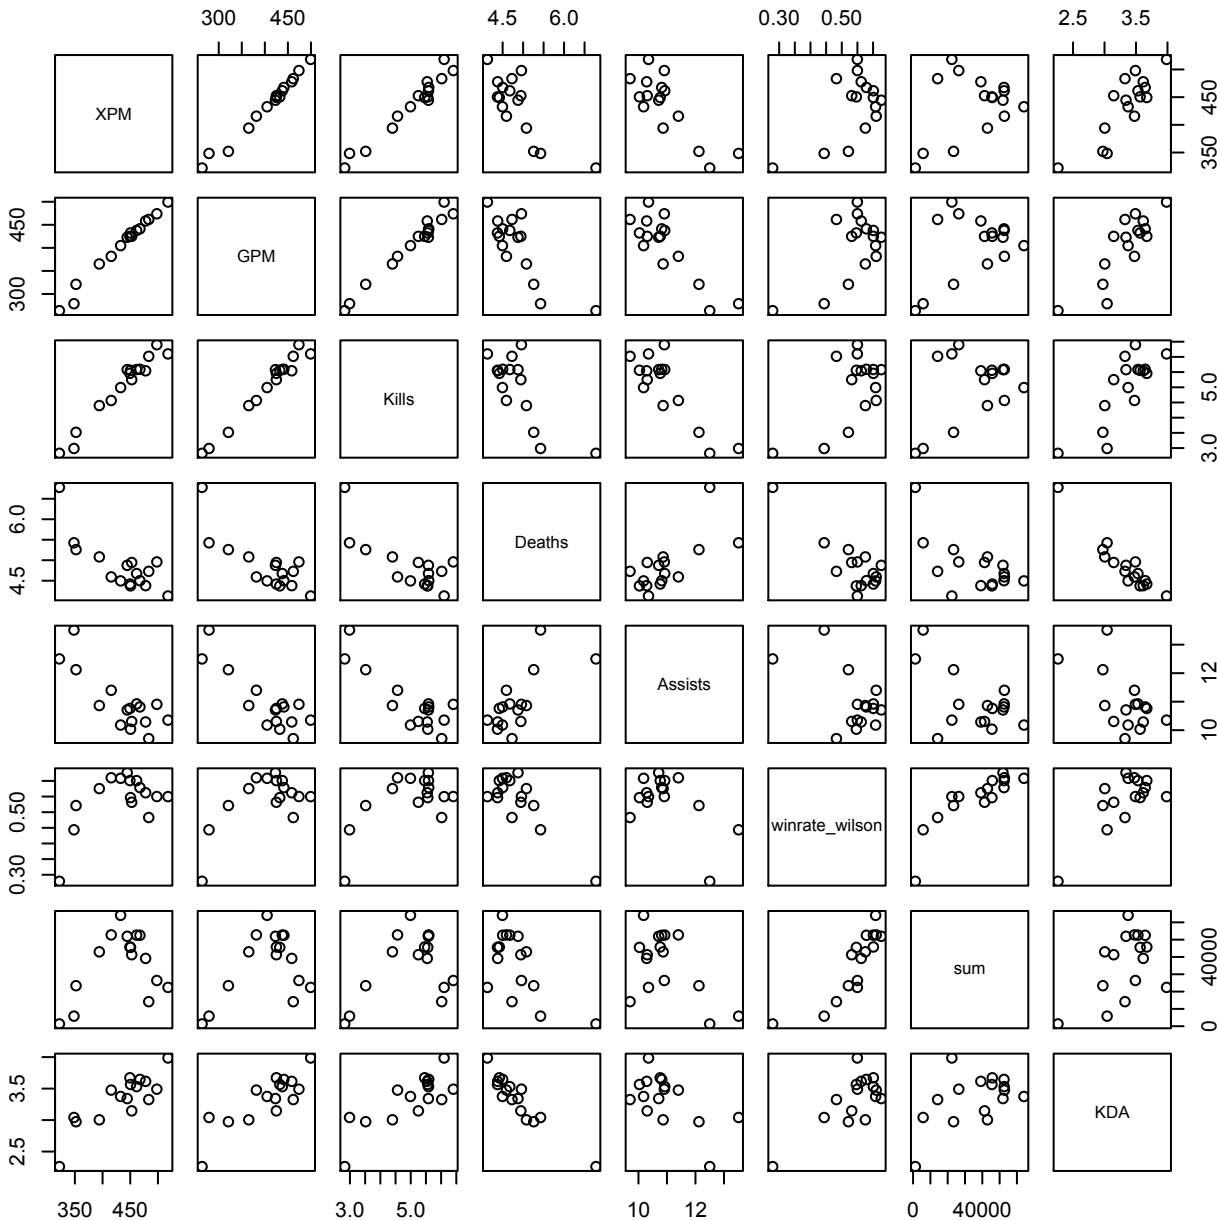 300 450 4.5 6.0 0.30 0.50 2.5 3.5
XPM 350 450
300 450 GPM
Kills 3.0 5.0
4.5 6.0 Deaths
Assists 10 12
0.30 0.50 winrate_wilson
sum 0 40000
2.5 3.5 KDA
350 450 3.0 5.0 10 12 0 40000